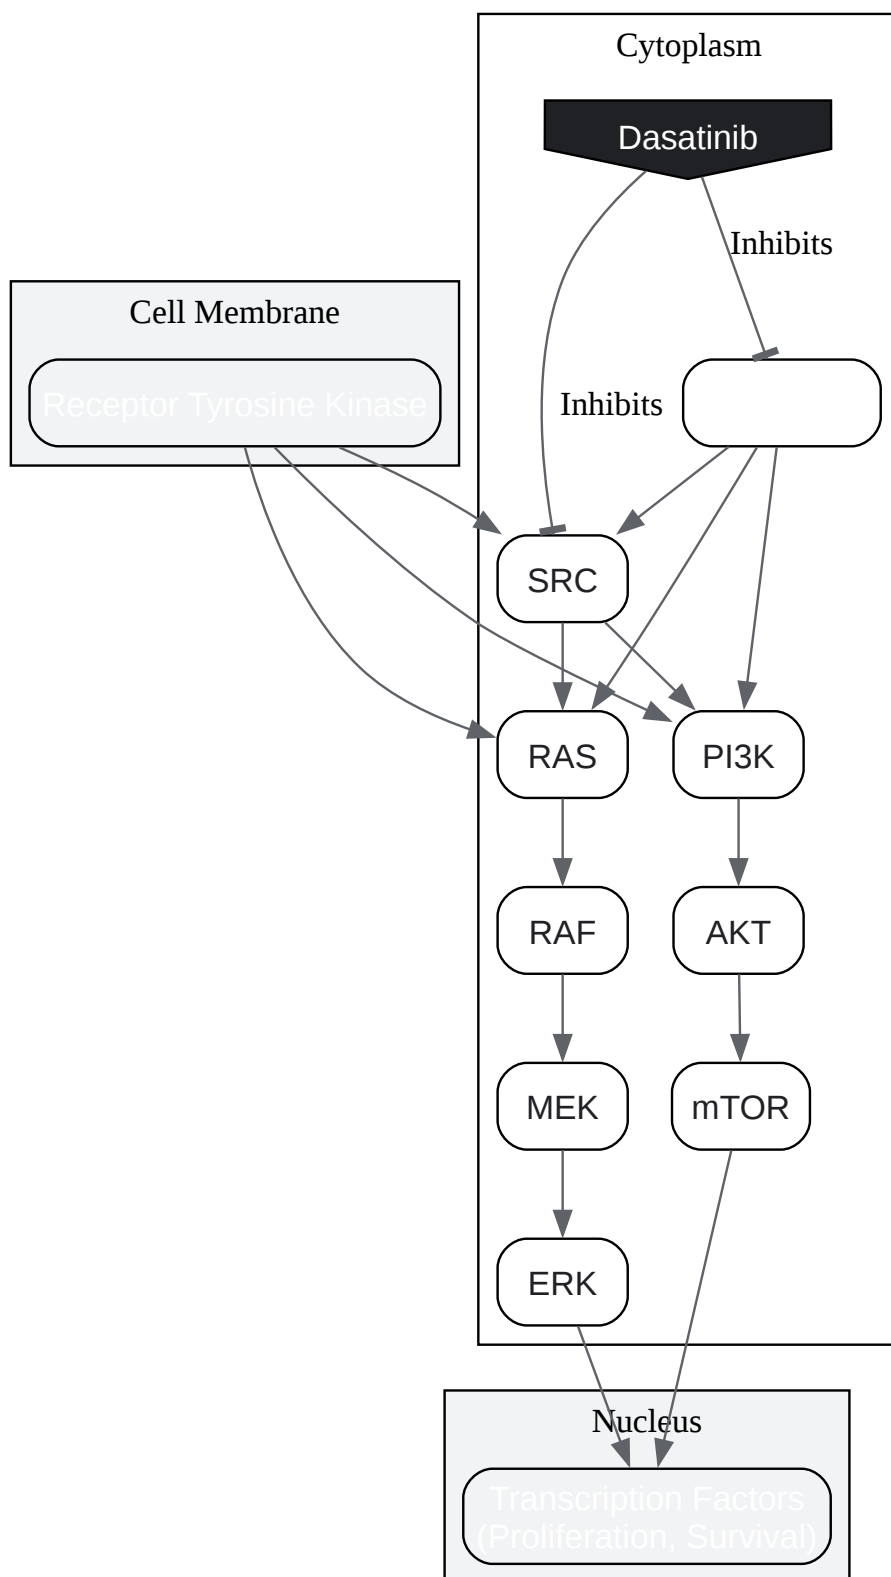 Cytoplasm
Dasatinib
Inhibits
Cell Membrane
Receptor Tyrosine Kinase
Inhibits
SRC
RAS
PI3K
RAF
AKT
MEK
mTOR
ERK
Nucleus
Transcription Factors
(Proliferation, Survival)